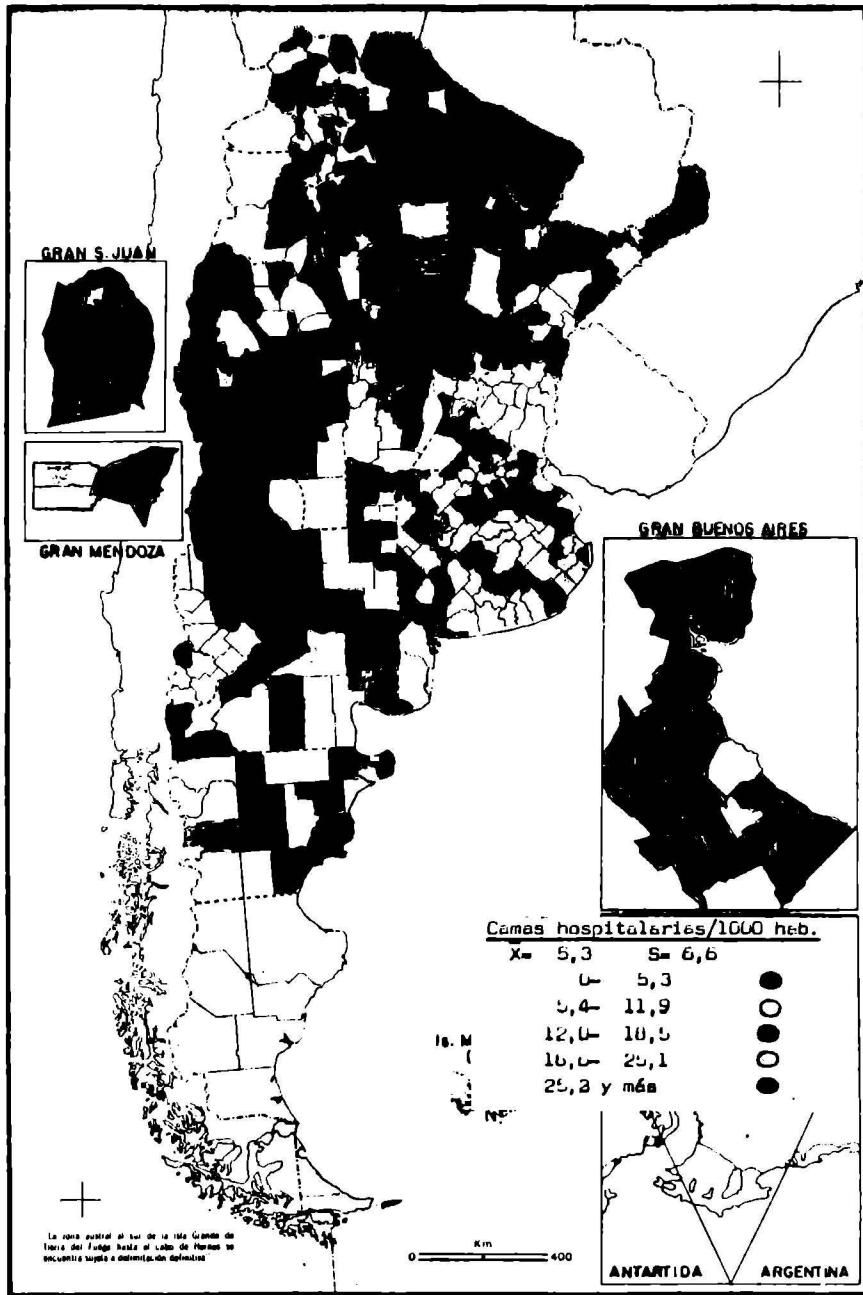 GRAN S. JUAN
GRAN MENDOZA
GRAN BUENOS AIRES
Camas hospitalarias/1000 hab.
X= 5,3 S= 6,6
0- 5,3
5,4- 11,9
12,0- 18,5
18,6- 25,1
25,3 y más
Is. M
(
La zona austral al sur de la Isla Grande de
Tierra del Fuego hasta el cabo de Hornos se
encuentra sujeta a delimitación definitiva
Km
0 400
ANTARTIDA ARGENTINA